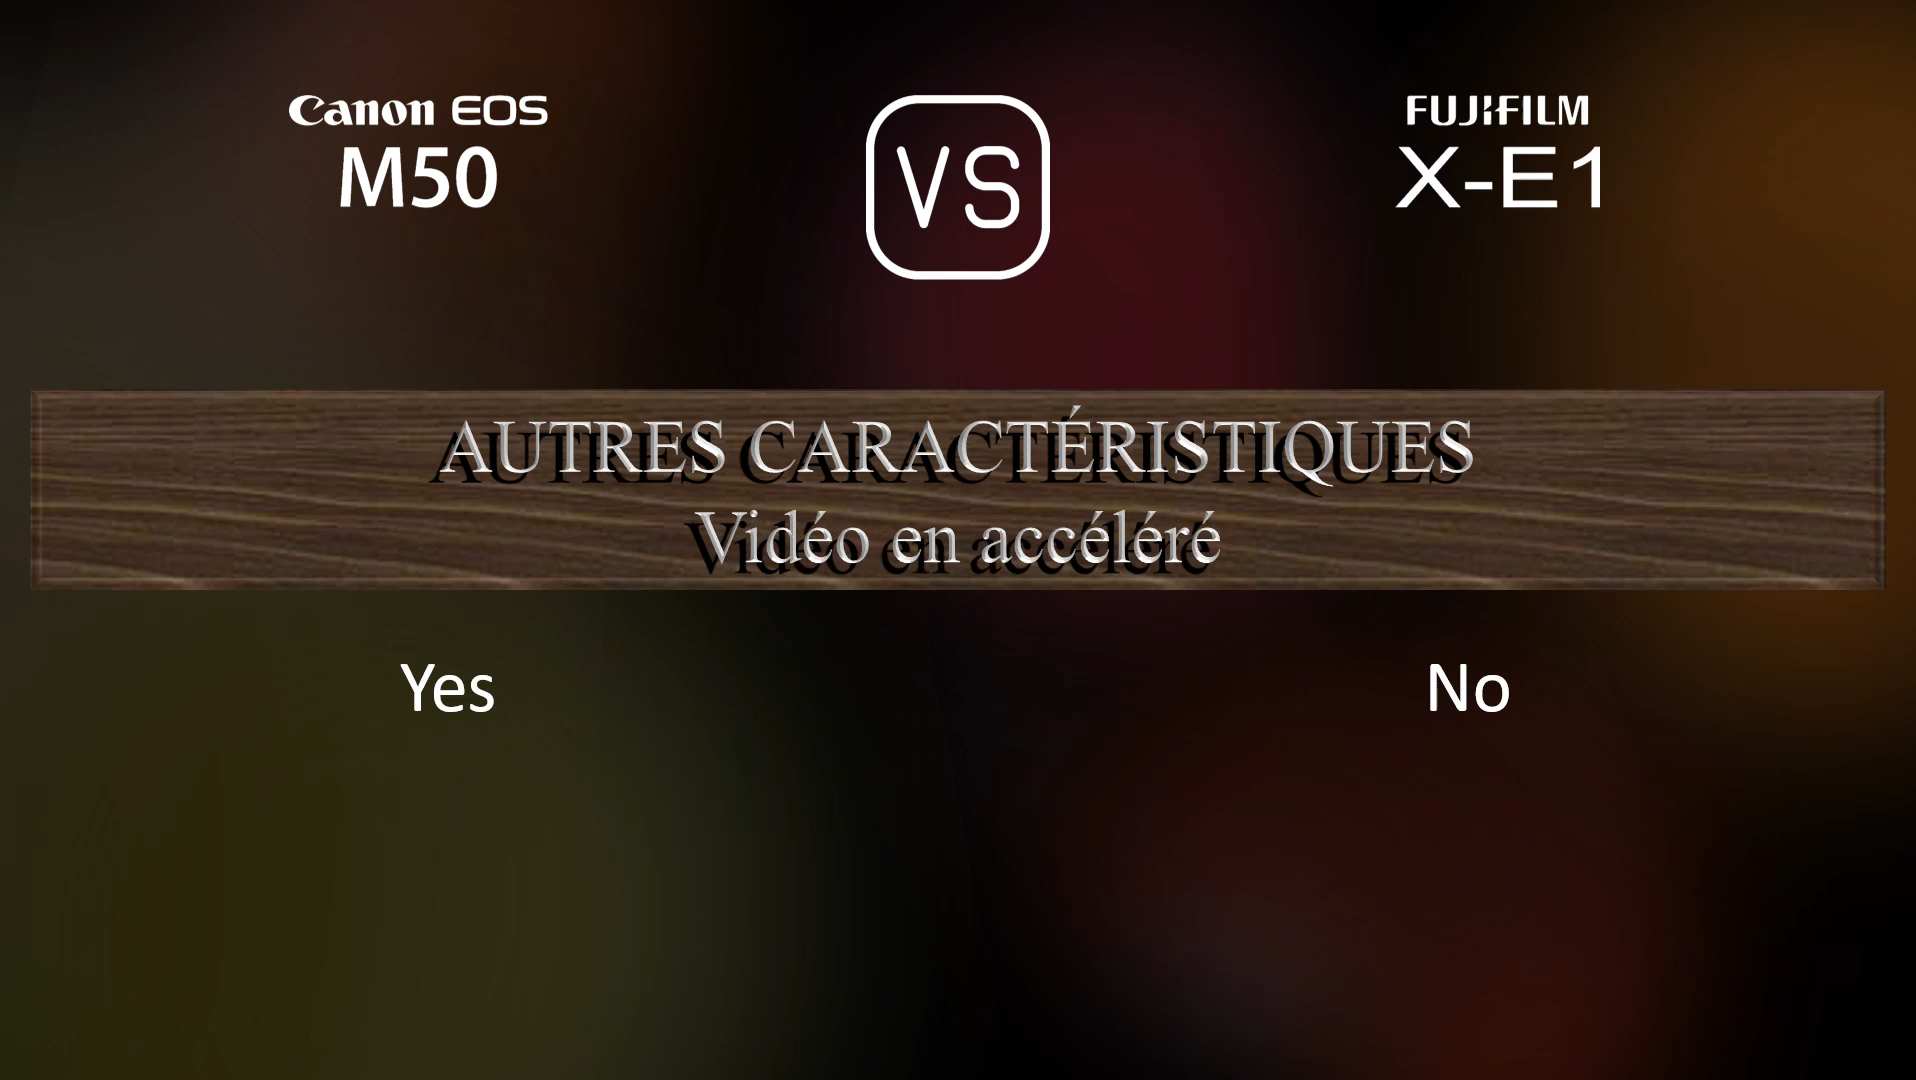 Canon EOS
M50
VS
FUJIFILM
X-E1
AUTRES CARACTÉRISTIQUES
Vidéo en accéléré
Yes
No